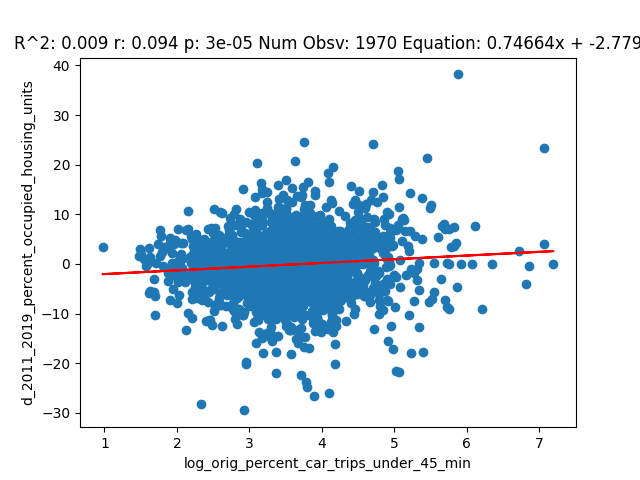 R^2: 0.009 r: 0.094 p: 3e-05 Num Obsv: 1970 Equation: 0.74664x + -2.779
40
30
20
10
0
−10
−20
−30
d_2011_2019_percent_occupied_housing_units
1 2 3 4 5 6 7
log_orig_percent_car_trips_under_45_min